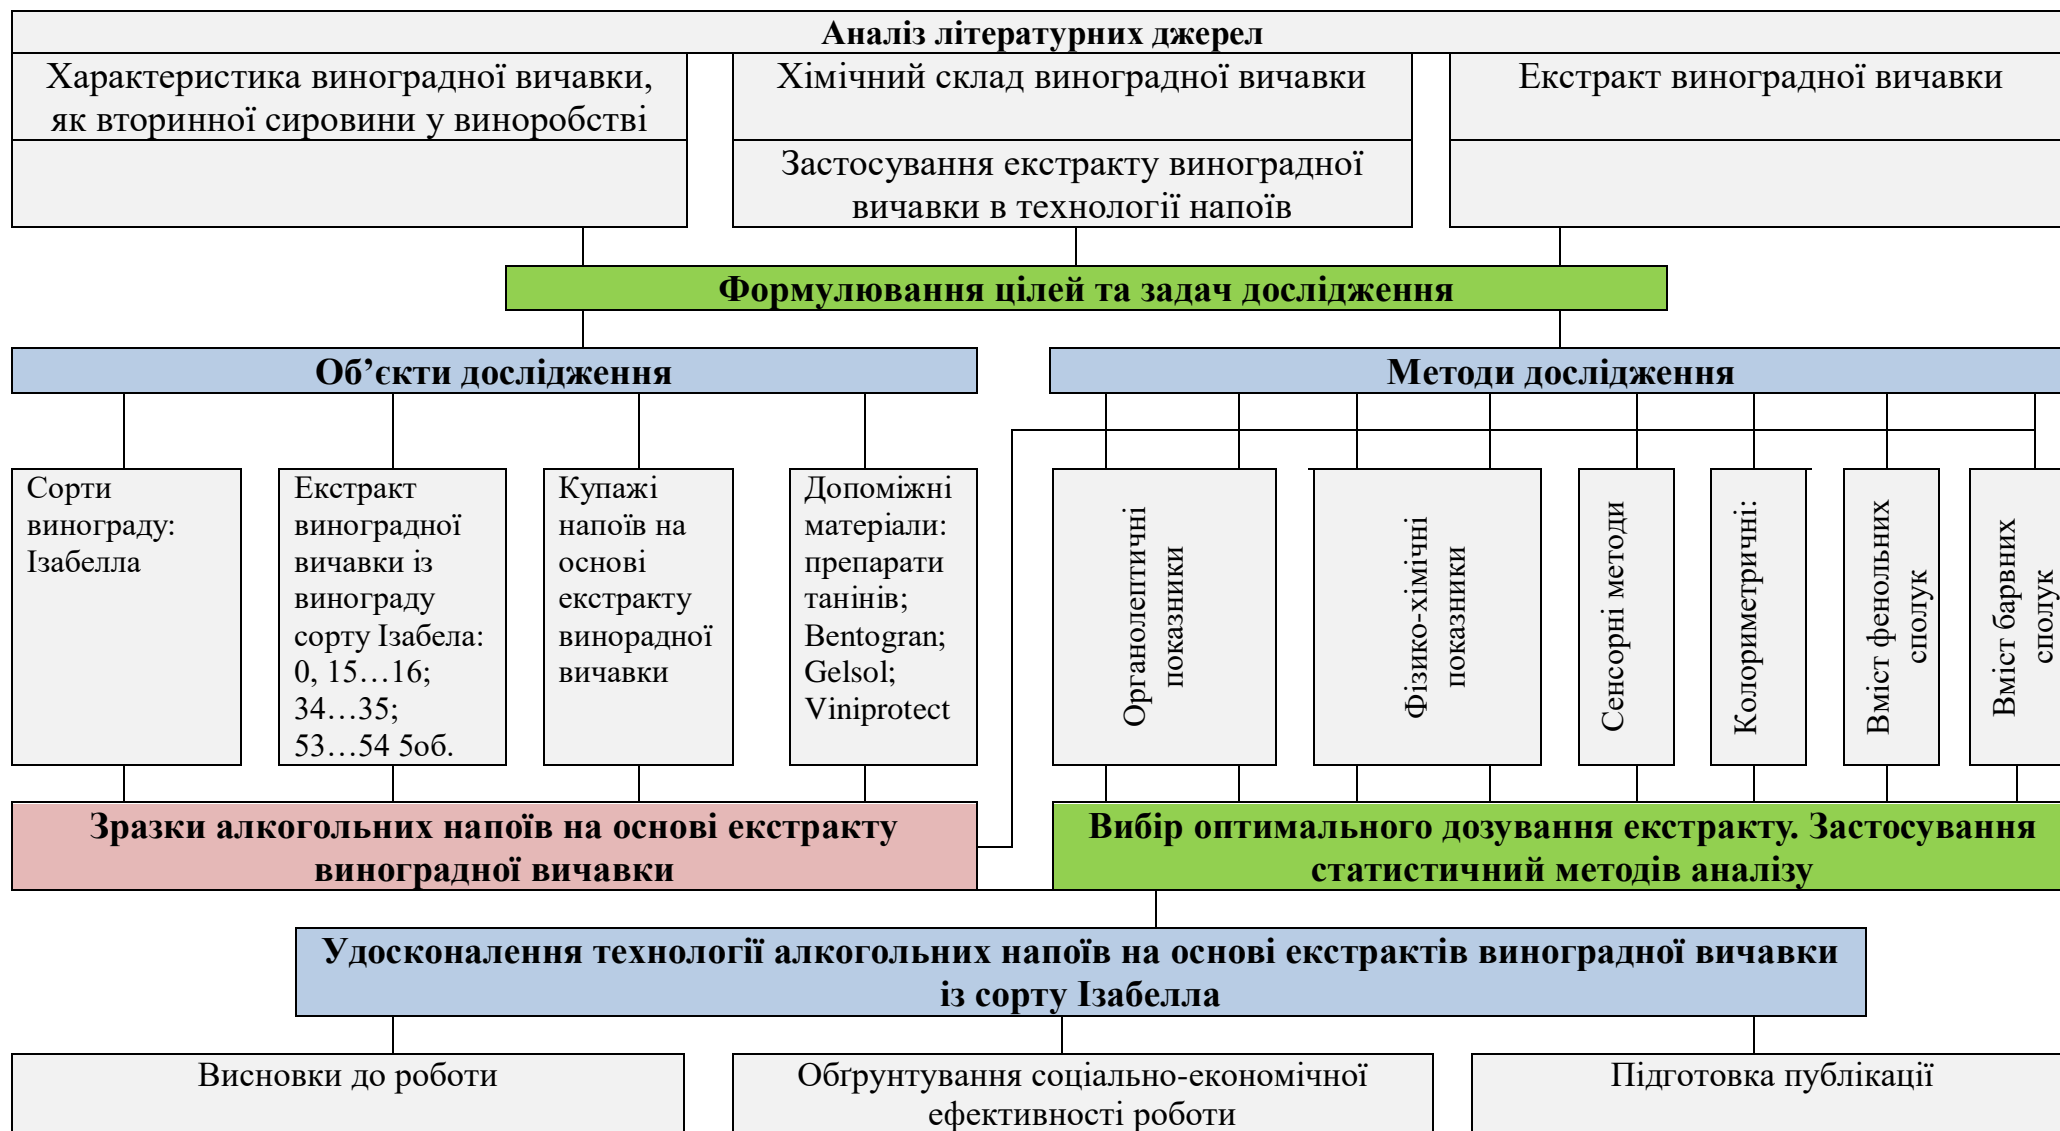 Аналіз літературних джерел
Характеристика виноградної вичавки,
як вторинної сировини у виноробстві
Хімічний склад виноградної вичавки
Екстракт виноградної вичавки
Застосування екстракту виноградної
вичавки в технології напоїв
Формулювання цілей та задач дослідження
Об’єкти дослідження
Методи дослідження
Сорти
винограду:
Ізабелла
Екстракт
виноградної
вичавки із
винограду
сорту Ізабела:
0, 15…16;
34…35;
53…54 5об.
Купажі
напоїв на
основі
екстракту
винорадної
вичавки
Допоміжні
матеріали:
препарати
танінів;
Bentogran;
Gelsol;
Viniprotect
Органолептичні
показники
Фізико-хімічні
показники
Сенсорні методи
Колориметричні:
Вміст фенольних
сполук
Вміст барвних
сполук
Зразки алкогольних напоїв на основі екстракту
виноградної вичавки
Вибір оптимального дозування екстракту. Застосування
статистичний методів аналізу
Удосконалення технології алкогольних напоїв на основі екстрактів виноградної вичавки
із сорту Ізабелла
Висновки до роботи
Обґрунтування соціально-економічної
ефективності роботи
Підготовка публікації